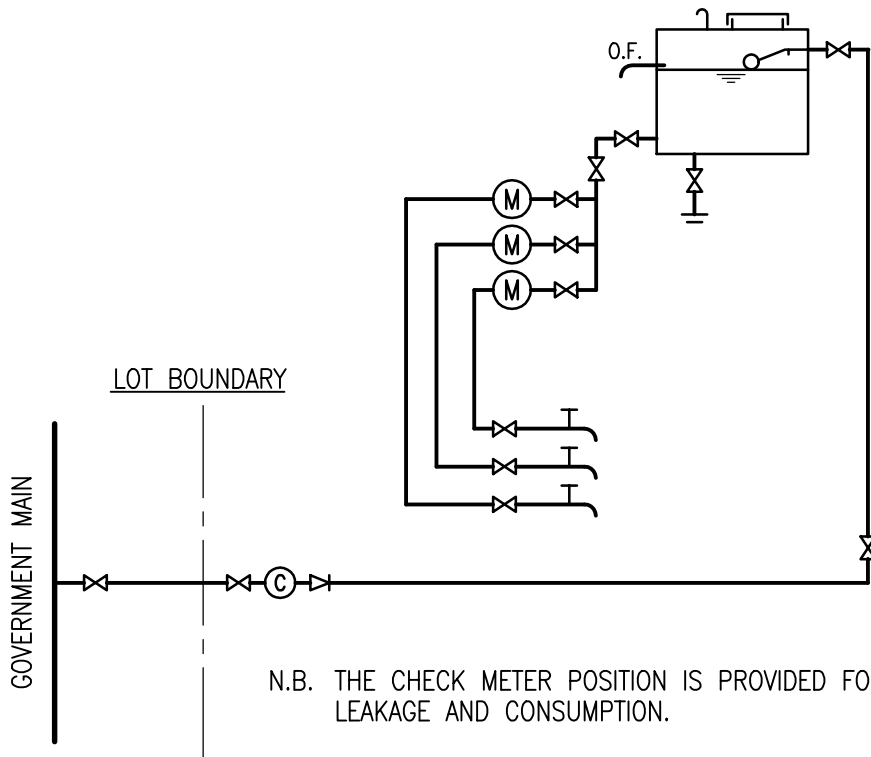 O.F.
M
M
M
LOT BOUNDARY
GOVERNMENT MAIN
C
N.B. THE CHECK METER POSITION IS PROVIDED FO
LEAKAGE AND CONSUMPTION.